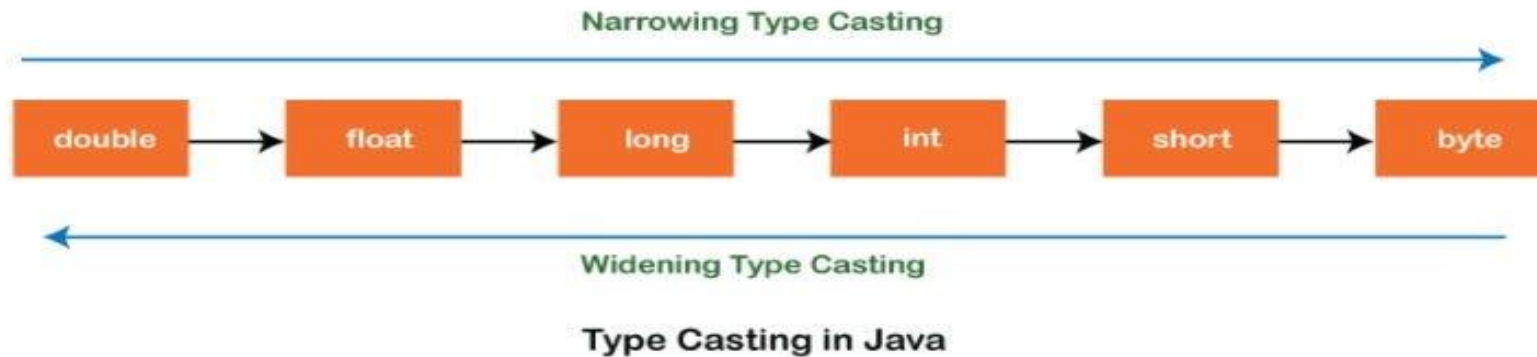 Narrowing Type Casting
double float long int short byte
Widening Type Casting
Type Casting in Java